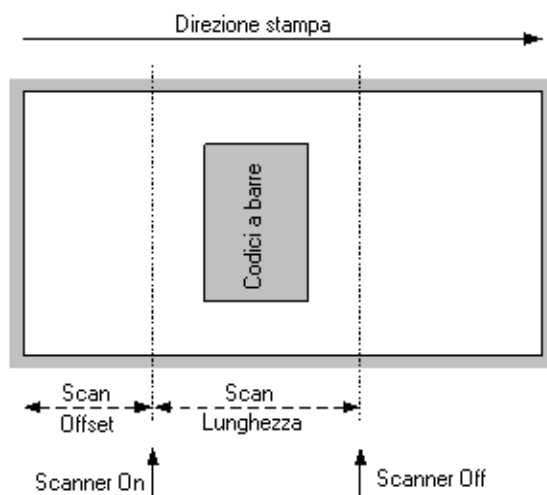 Direzione stampa
Codici a barre
Scan
Offset
Scan
Lunghezza
Scanner On
Scanner Off